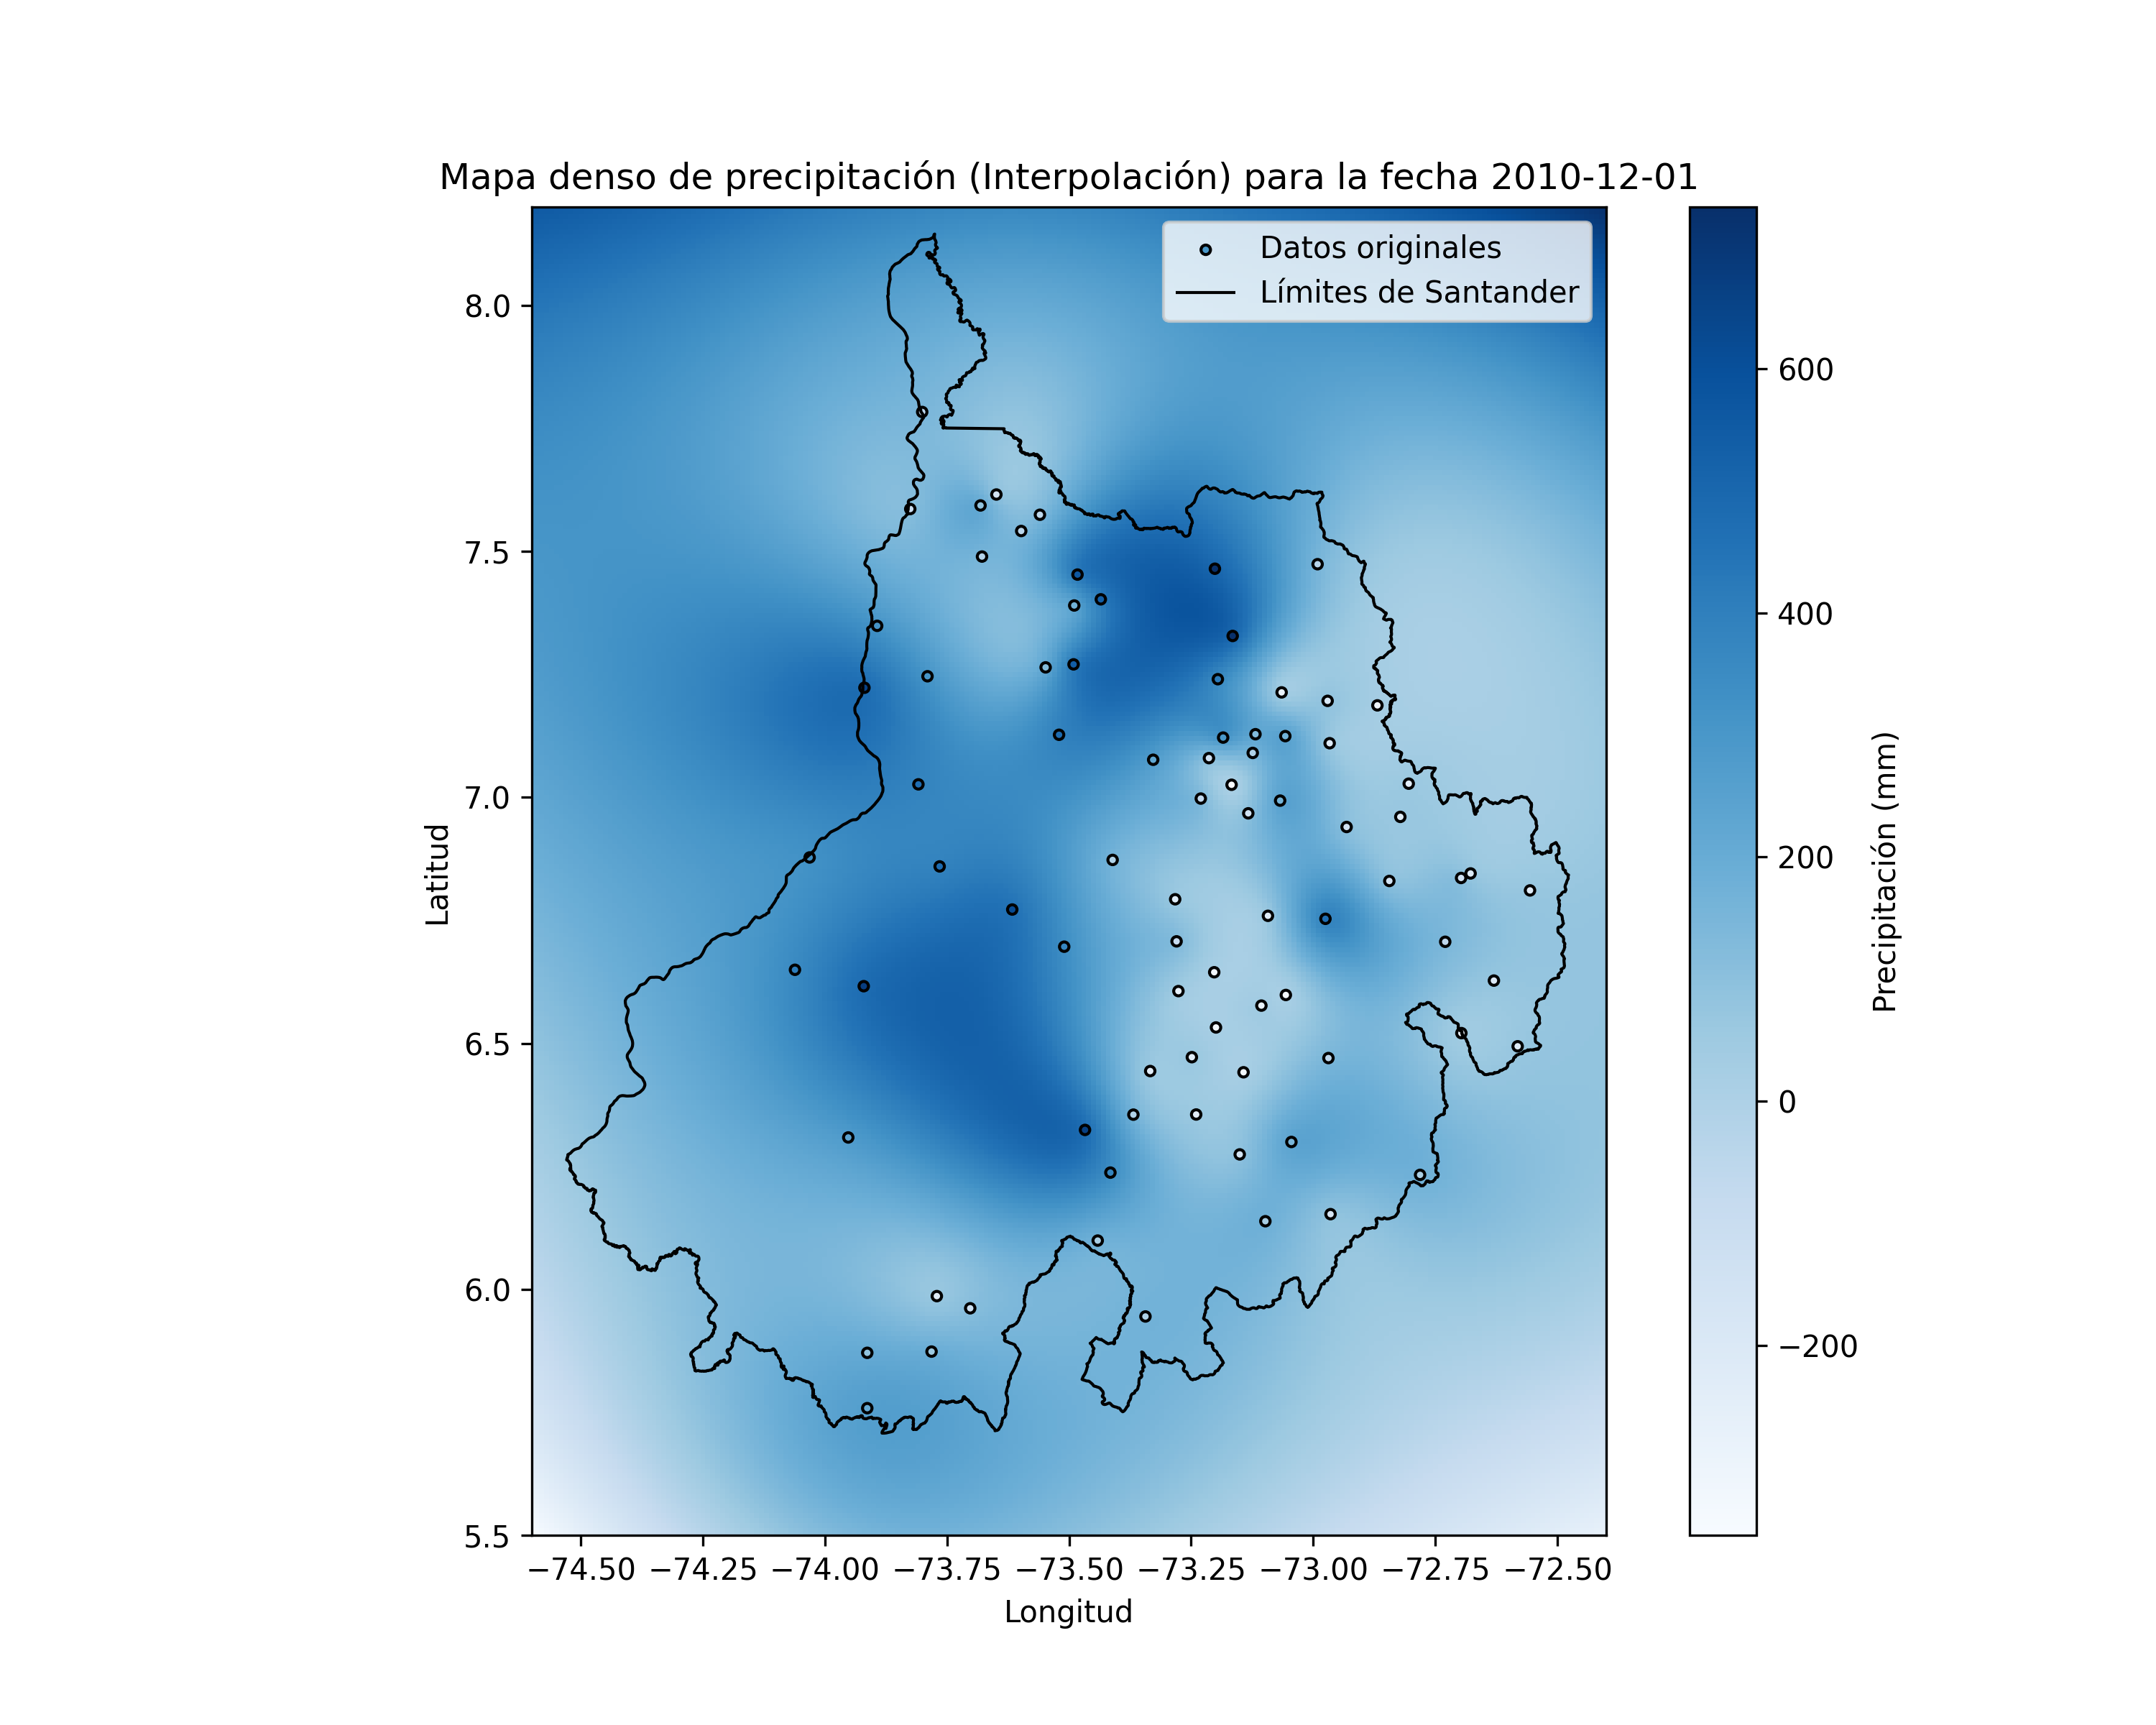 Mapa denso de precipitación (Interpolación) para la fecha 2010-12-01
Datos originales
Límites de Santander
8.0
7.5
7.0
6.5
6.0
5.5
Latitud
−74.50 −74.25 −74.00 −73.75 −73.50 −73.25 −73.00 −72.75 −72.50
Longitud
600
400
200
0
−200
Precipitación (mm)